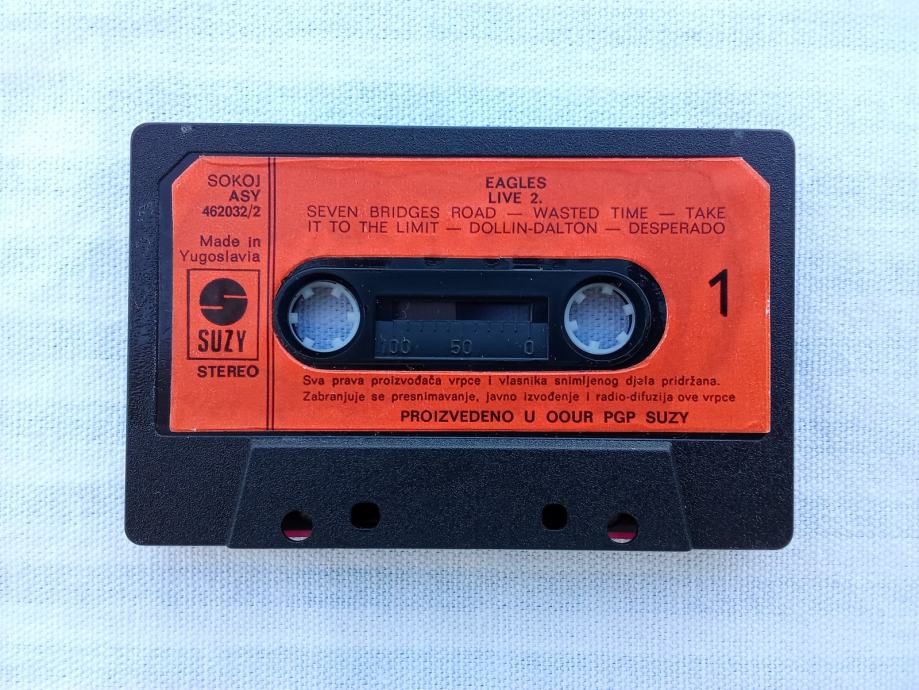 SOKOJ
ASY
462032/2
Made in
Yugoslavia
SUZY
STEREO
EAGLES
LIVE 2.
SEVEN BRIDGES ROAD — WASTED TIME — TAKE
IT TO THE LIMIT — DOLLIN-DALTON — DESPERADO
1
100 50 0
Sva prava proizvođača vrpce i vlasnika snimljenog djela pridržana.
Zabranjuje se presnimavanje, javno izvođenje i radio-difuzija ove vrpce
PROIZVEDENO U OOUR PGP SUZY